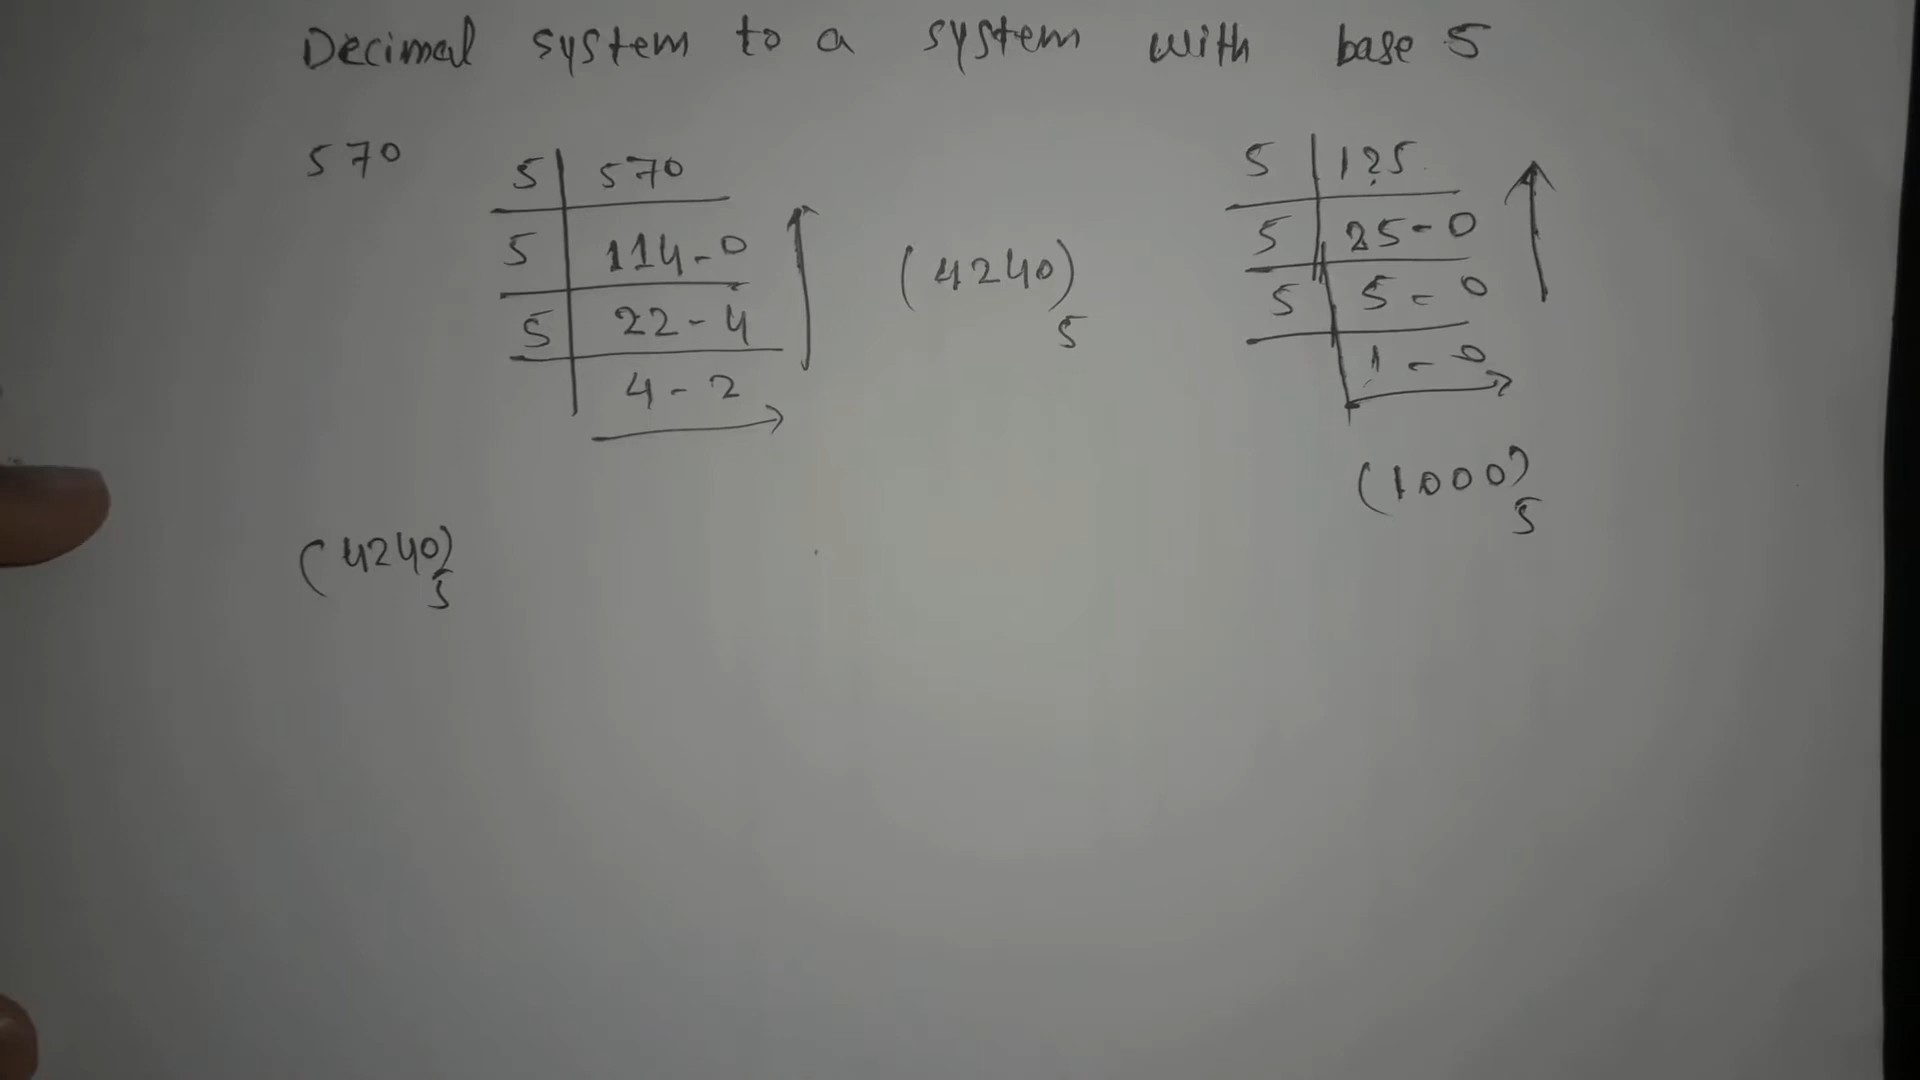 Decimal system to a system with base 5
570
5 | 570
5 | 114 - 0
5 | 22 - 4
4 - 2
(4240)5
5 | 125
5 | 25 - 0
5 | 5 - 0
1 - 0
(1000)5
(4240)5